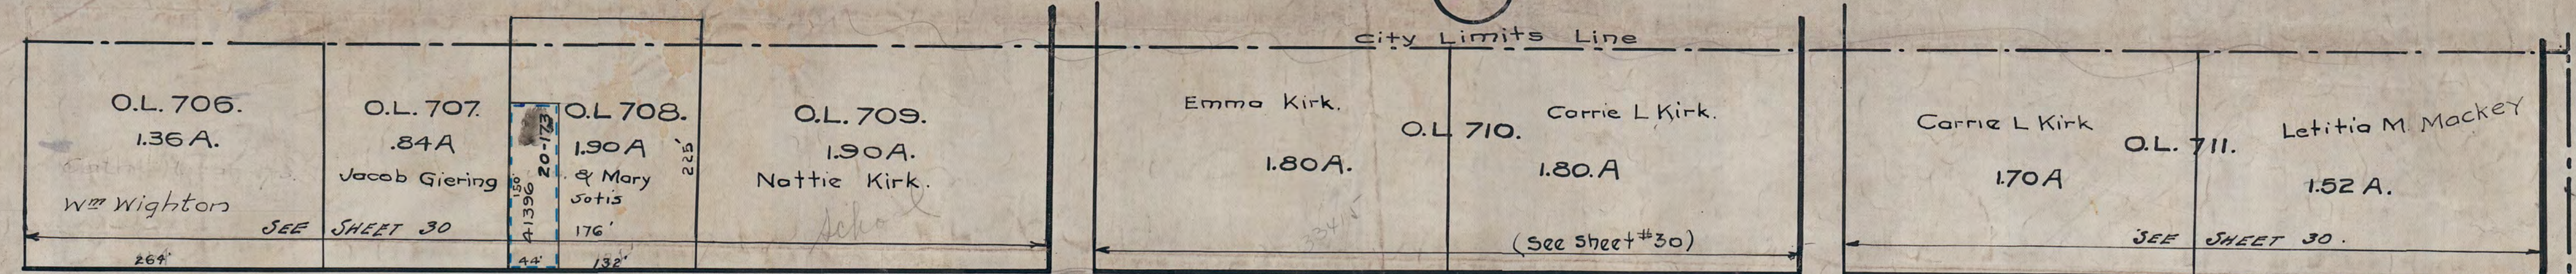 City Limits Line
O.L. 706.
1.36 A.
Wm Wighton
SEE SHEET 30
264'
O.L. 707.
.84 A
Jacob Giering
20-173
A1396
150'
44'
O.L 708.
1.90 A
& Mary
Sotis
176'
132'
225'
O.L. 709.
1.90 A.
Nattie Kirk.
Emma Kirk.
1.80 A.
O.L. 710.
Carrie L Kirk.
1.80. A
(See Sheet #30)
Carrie L Kirk
1.70 A
O.L. 711.
Letitia M. Mackey
1.52 A.
SEE SHEET 30.